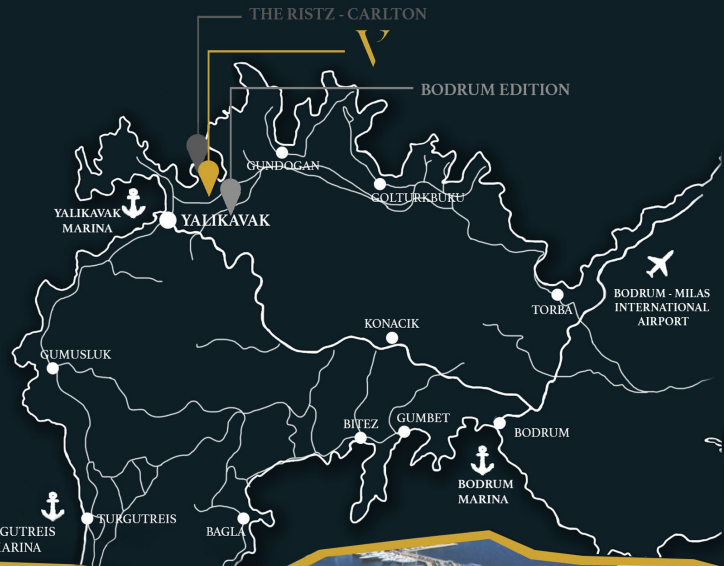 THE RISTZ - CARLTON
V
BODRUM EDITION
GUNDOGAN
GOLTURKBUKU
YALIKAVAK
MARINA
YALIKAVAK
BODRUM - MILAS
INTERNATIONAL
AIRPORT
TORBA
KONACIK
GUMUSLUK
BITEZ
GUMBET
BODRUM
BODRUM
MARINA
GUTREIS
ARINA
TURGUTREIS
BAGLA